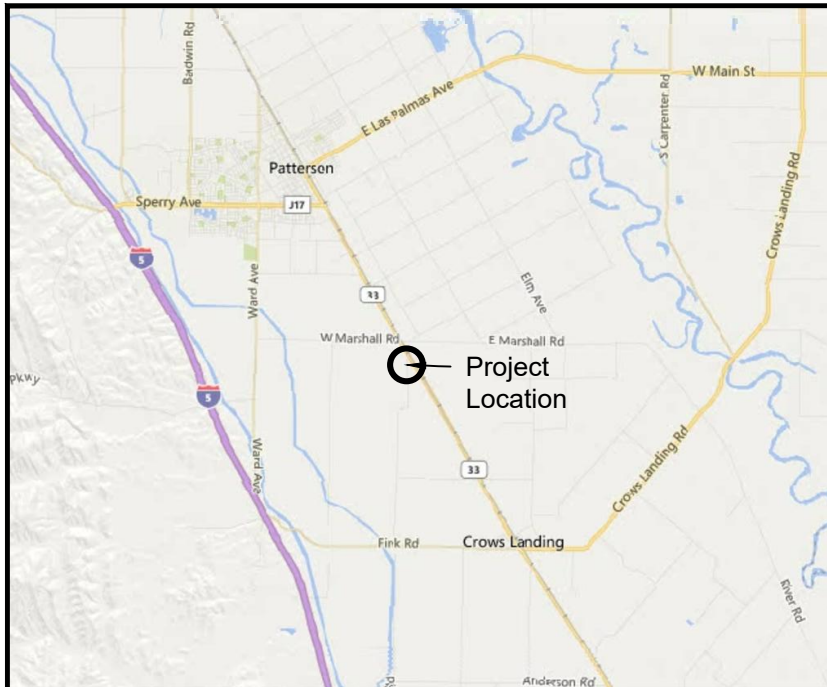 Badwin Rd
W Main St
E Las Palmas Ave
S Carpenter Rd
Patterson
Crows Landing Rd
Sperry Ave
J17
5
Ward Ave
33
Elm Ave
W Marshall Rd
E Marshall Rd
Project
Location
pkwy
5
Ward Ave
33
Crows Landing Rd
Fink Rd
Crows Landing
River Rd
Anderson Rd